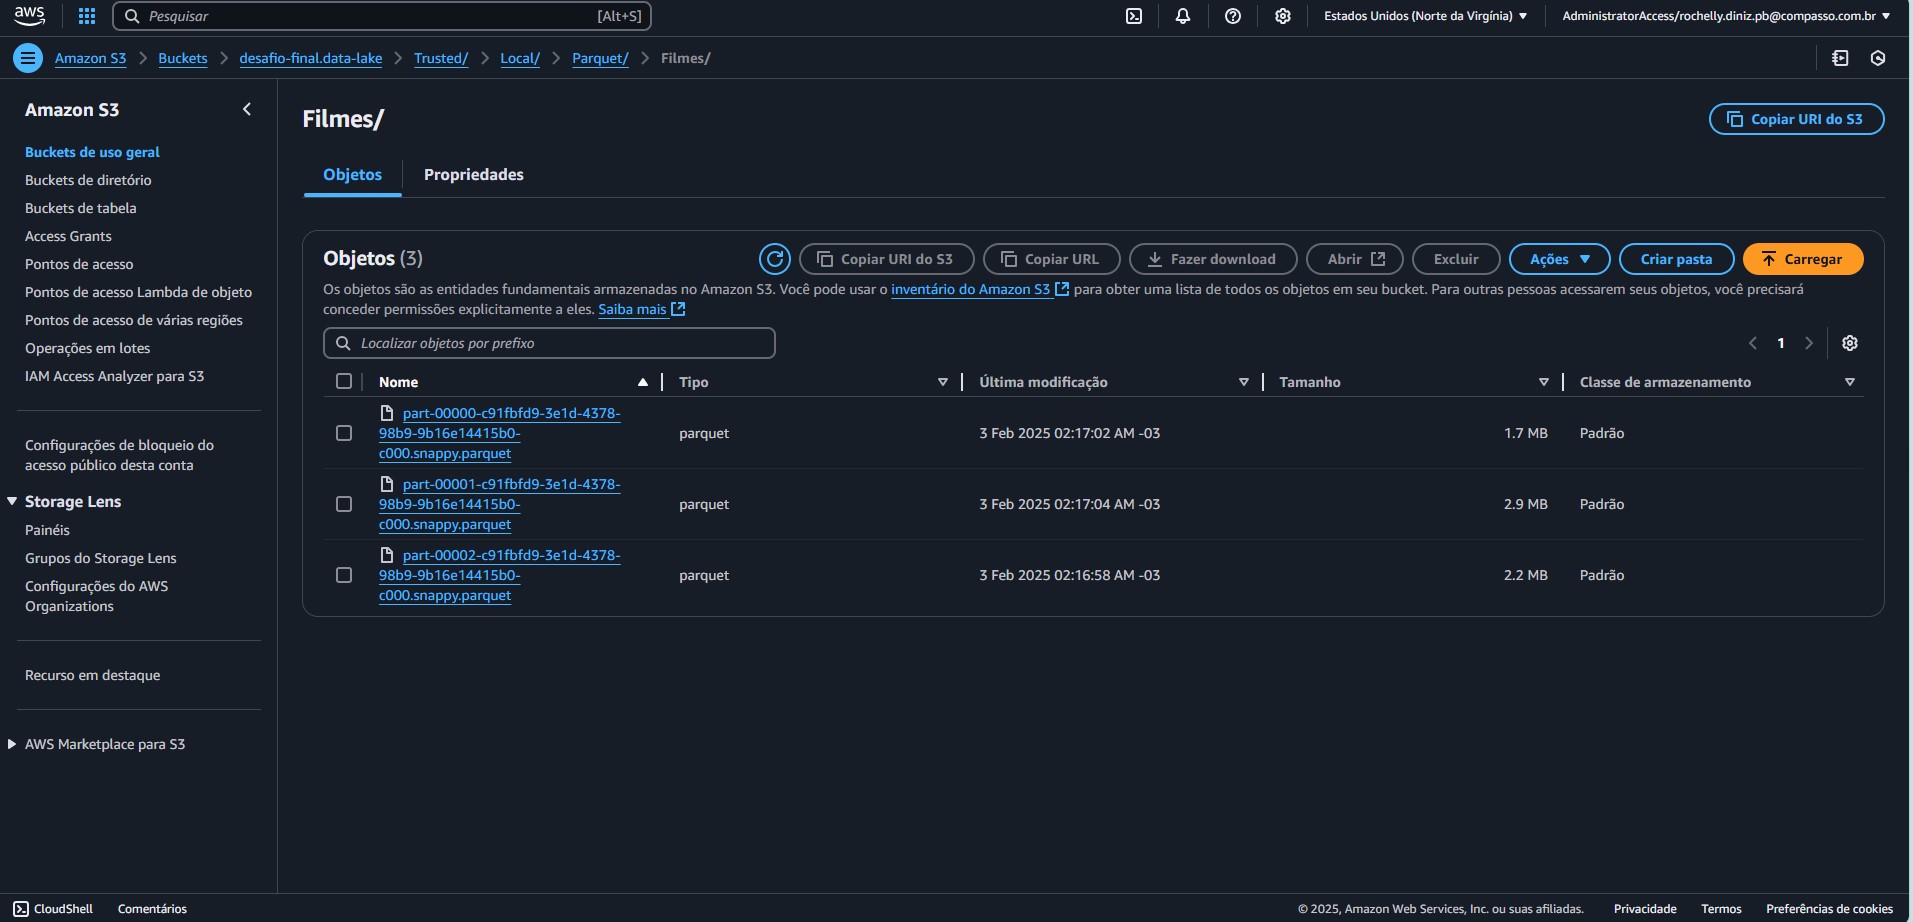 aws
Pesquisar
[Alt+S]
Estados Unidos (Norte da Virgínia)
AdministratorAccess/rochelly.diniz.pb@compasso.com.br
Amazon S3
Buckets
desafio-final.data-lake
Trusted/
Local/
Parquet/
Filmes/
Amazon S3
Buckets de uso geral
Buckets de diretório
Buckets de tabela
Access Grants
Pontos de acesso
Pontos de acesso Lambda de objeto
Pontos de acesso de várias regiões
Operações em lotes
IAM Access Analyzer para S3
Configurações de bloqueio do
acesso público desta conta
Storage Lens
Painéis
Grupos do Storage Lens
Configurações do AWS
Organizations
Recurso em destaque
AWS Marketplace para S3
Filmes/
Copiar URI do S3
Objetos
Propriedades
Objetos (3)
Copiar URI do S3
Copiar URL
Fazer download
Abrir
Excluir
Ações
Criar pasta
Carregar
Os objetos são as entidades fundamentais armazenadas no Amazon S3. Você pode usar o inventário do Amazon S3 para obter uma lista de todos os objetos em seu bucket. Para outras pessoas acessarem seus objetos, você precisará
conceder permissões explicitamente a eles. Saiba mais
Localizar objetos por prefixo
1
Nome
Tipo
Última modificação
Tamanho
Classe de armazenamento
part-00000-c91fbfd9-3e1d-4378-
98b9-9b16e14415b0-
c000.snappy.parquet
parquet
3 Feb 2025 02:17:02 AM -03
1.7 MB
Padrão
part-00001-c91fbfd9-3e1d-4378-
98b9-9b16e14415b0-
c000.snappy.parquet
parquet
3 Feb 2025 02:17:04 AM -03
2.9 MB
Padrão
part-00002-c91fbfd9-3e1d-4378-
98b9-9b16e14415b0-
c000.snappy.parquet
parquet
3 Feb 2025 02:16:58 AM -03
2.2 MB
Padrão
CloudShell
Comentários
© 2025, Amazon Web Services, Inc. ou suas afiliadas.
Privacidade
Termos
Preferências de cookies